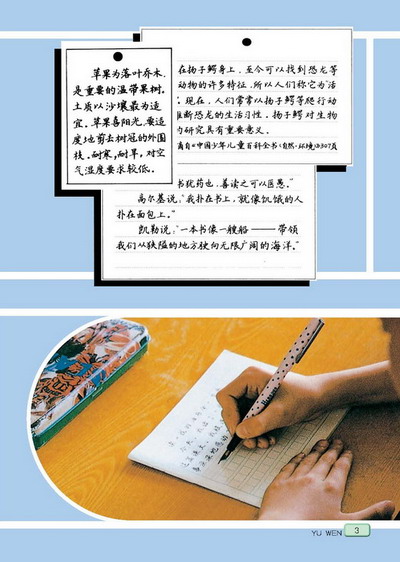 苹果为落叶乔木,
是重要的温带果树。
土质以沙壤最为适
宜。苹果喜阳光,要适
度地剪去树冠的外围
枝。耐寒,耐旱,对空
气湿度要求较低。
在扬子鳄身上,至今可以找到恐龙等
动物的许多特征,所以人们称它为“活
。现在,人们常常以扬子鳄等爬行动
推断恐龙的生活习性。扬子鳄对生物
的研究具有重要意义。
摘自《中国少年儿童百科全书(自然·环境)》307页
书犹药也,善读之可以医愚。”
高尔基说:“我扑在书上,就像饥饿的人
扑在面包上。”
凯勒说:“一本书像一艘船——带领
我们从狭隘的地方驶向无限广阔的海洋。”
YU WEN 3